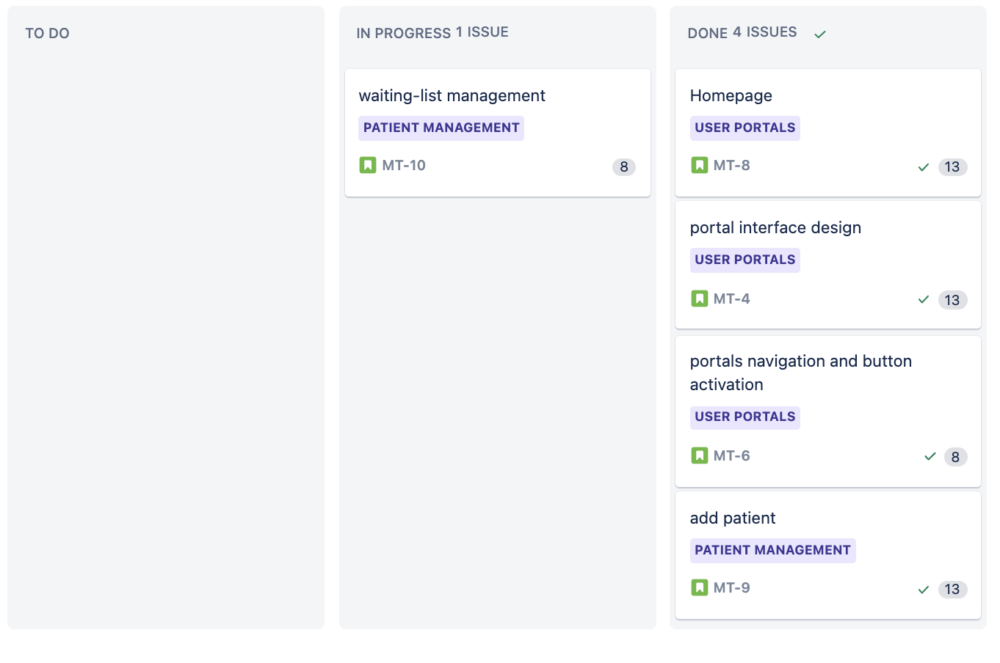 TO DO
IN PROGRESS 1 ISSUE
waiting-list management
PATIENT MANAGEMENT
MT-10 8
DONE 4 ISSUES
Homepage
USER PORTALS
MT-8 13
portal interface design
USER PORTALS
MT-4 13
portals navigation and button
activation
USER PORTALS
MT-6 8
add patient
PATIENT MANAGEMENT
MT-9 13